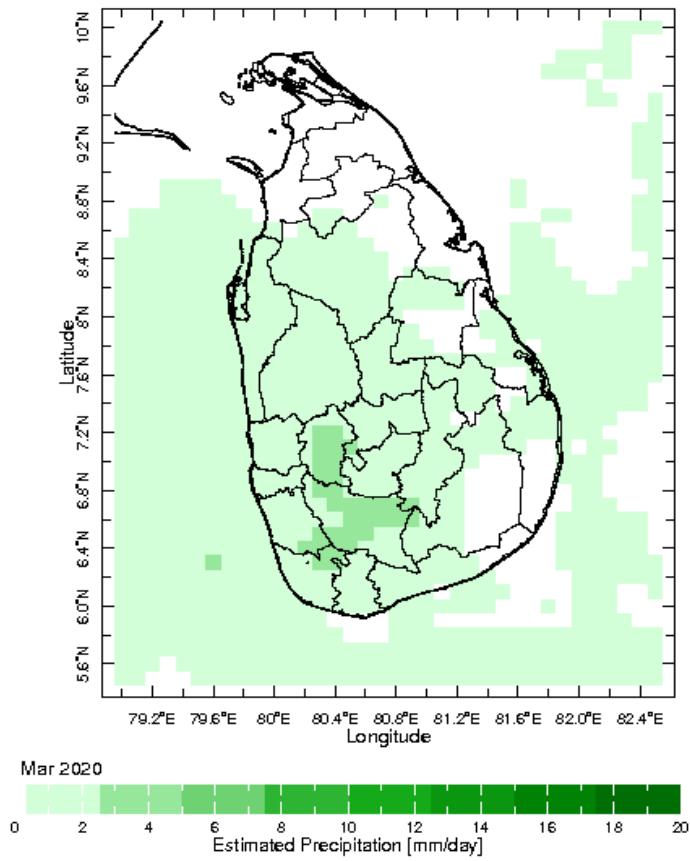 10°N
9.6°N
9.2°N
8.8°N
8.4°N
8°N
7.6°N
7.2°N
6.8°N
6.4°N
6.0°N
5.6°N
Latitude
79.2°E 79.6°E 80°E 80.4°E 80.8°E 81.2°E 81.6°E 82.0°E 82.4°E
Longitude
Mar 2020
0 2 4 6 8 10 12 14 16 18 20
Estimated Precipitation [mm/day]